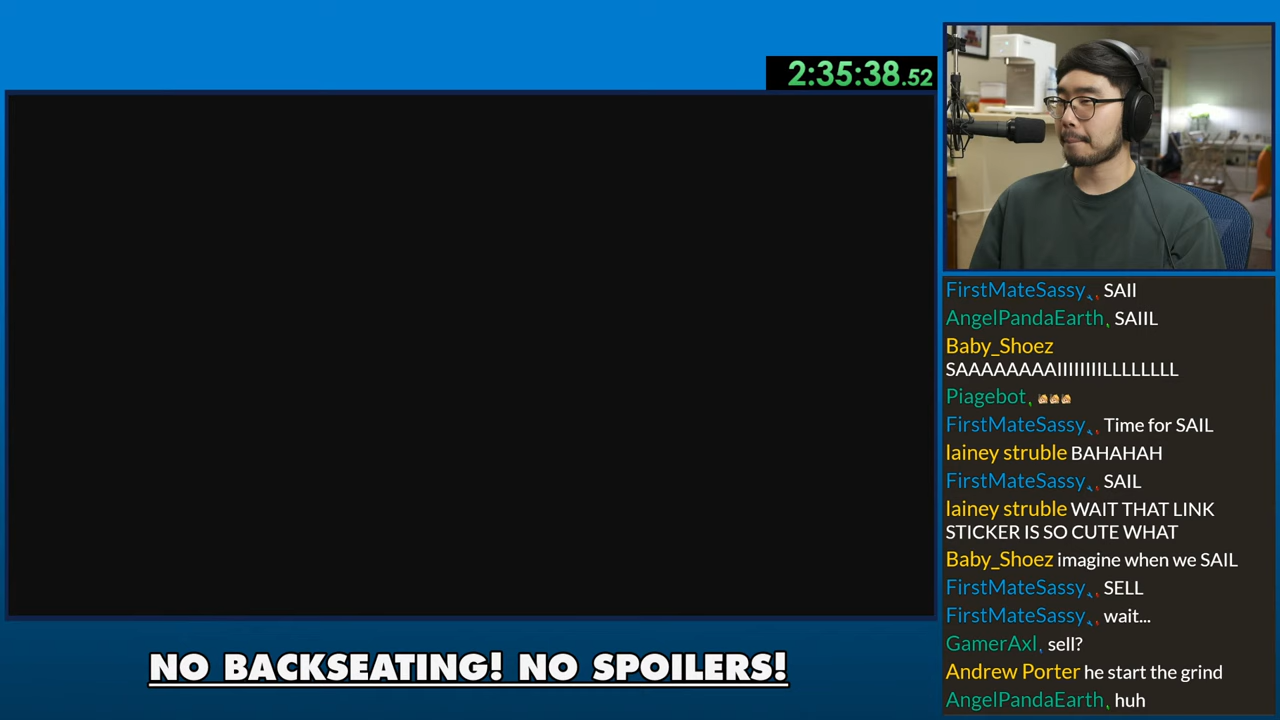 2:35:38.52
FirstMateSassy SAII
AngelPandaEarth SAIIL
Baby_Shoez
SAAAAAAAAIIIIIIIILLLLLLLL
Piagebot
FirstMateSassy Time for SAIL
lainey struble BAHAHAH
FirstMateSassy SAIL
lainey struble WAIT THAT LINK
STICKER IS SO CUTE WHAT
Baby_Shoez imagine when we SAIL
FirstMateSassy SELL
FirstMateSassy wait...
GamerAxl sell?
Andrew Porter he start the grind
AngelPandaEarth huh
NO BACKSEATING! NO SPOILERS!